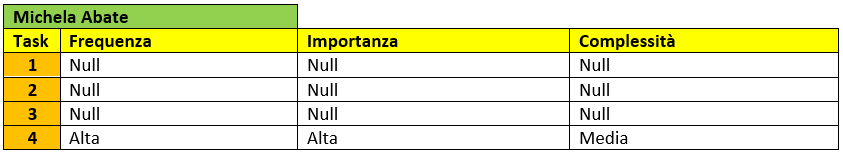 Michela Abate
Task Frequenza Importanza Complessità
1 Null Null Null
2 Null Null Null
3 Null Null Null
4 Alta Alta Media